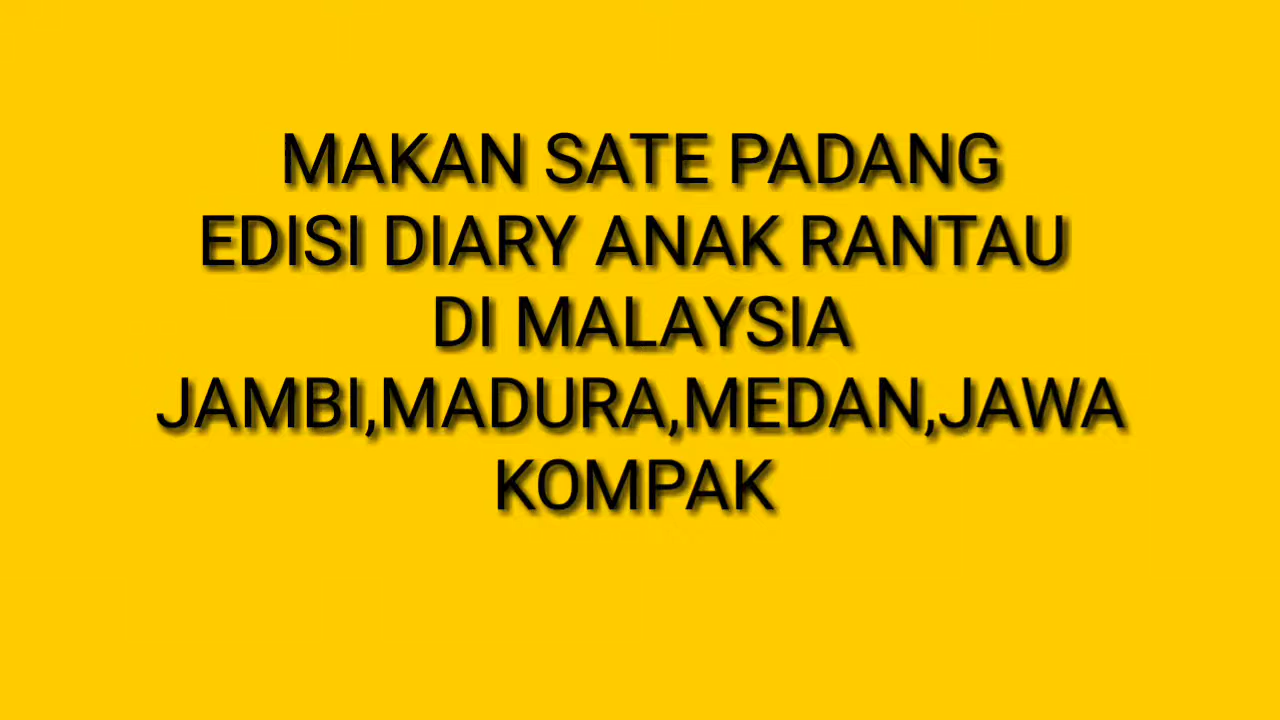 MAKAN SATE PADANG
EDISI DIARY ANAK RANTAU
DI MALAYSIA
JAMBI,MADURA,MEDAN,JAWA
KOMPAK